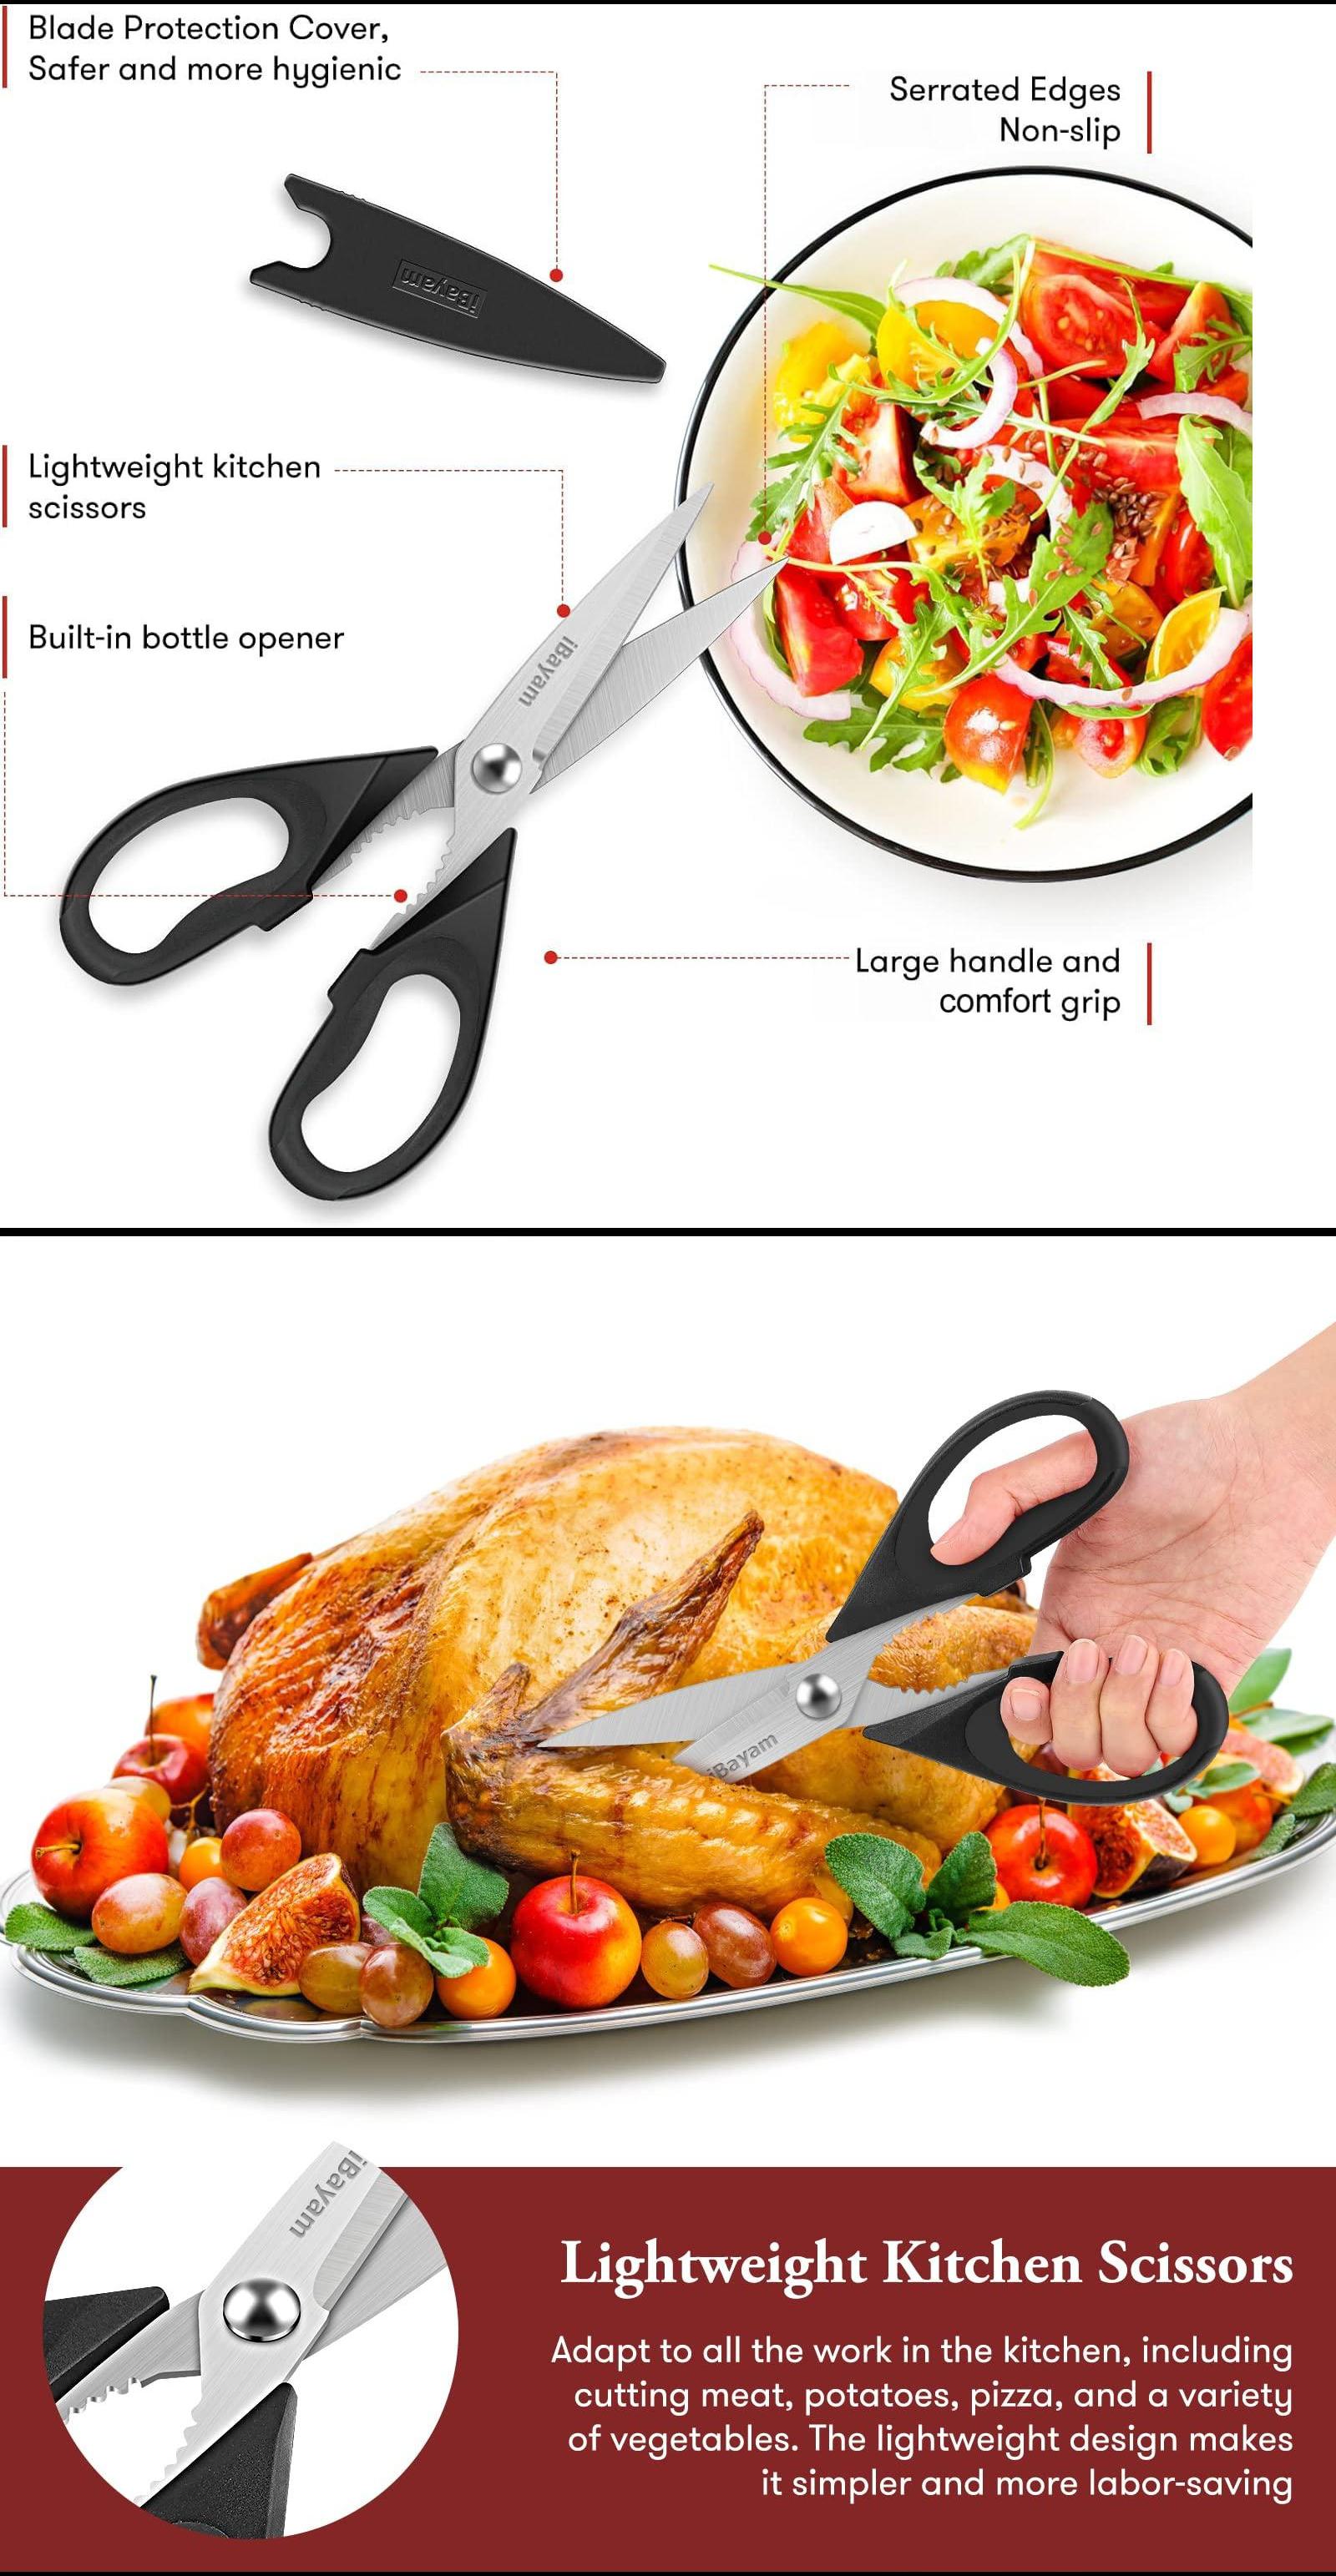 Blade Protection Cover,
Safer and more hygienic
Serrated Edges
Non-slip
iBayam
Lightweight kitchen
scissors
Built-in bottle opener
iBayam
Large handle and
comfort grip
iBayam
iBayam
Lightweight Kitchen Scissors
Adapt to all the work in the kitchen, including
cutting meat, potatoes, pizza, and a variety
of vegetables. The lightweight design makes
it simpler and more labor-saving